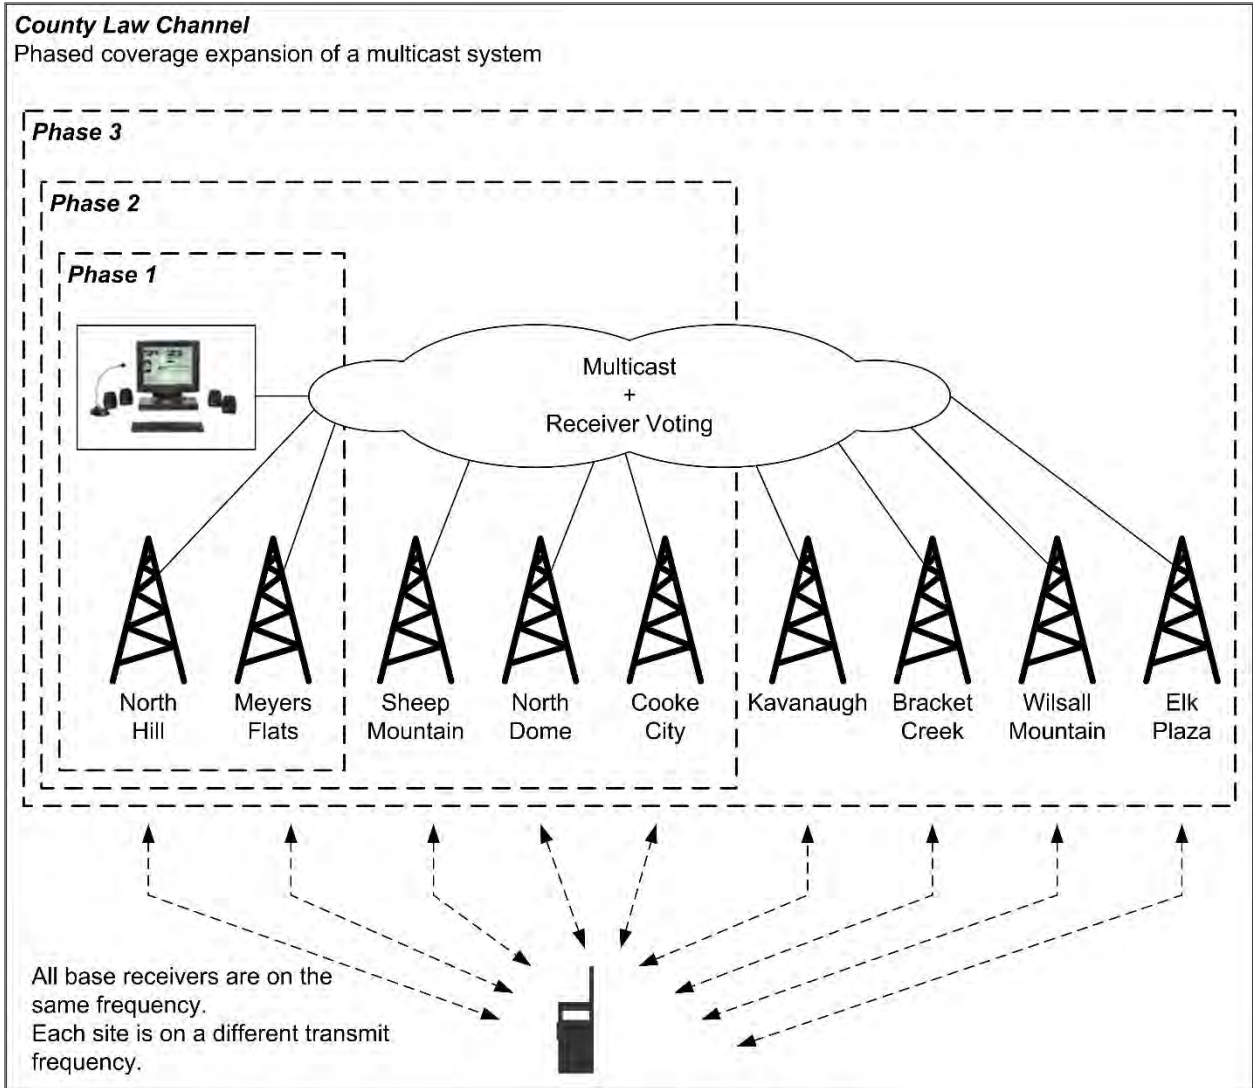 County Law Channel
Phased coverage expansion of a multicast system
Phase 3
Phase 2
Phase 1
Multicast
+
Receiver Voting
North
Hill
Meyers
Flats
Sheep
Mountain
North
Dome
Cooke
City
Kavanaugh
Bracket
Creek
Wilsall
Mountain
Elk
Plaza
All base receivers are on the
same frequency.
Each site is on a different transmit
frequency.